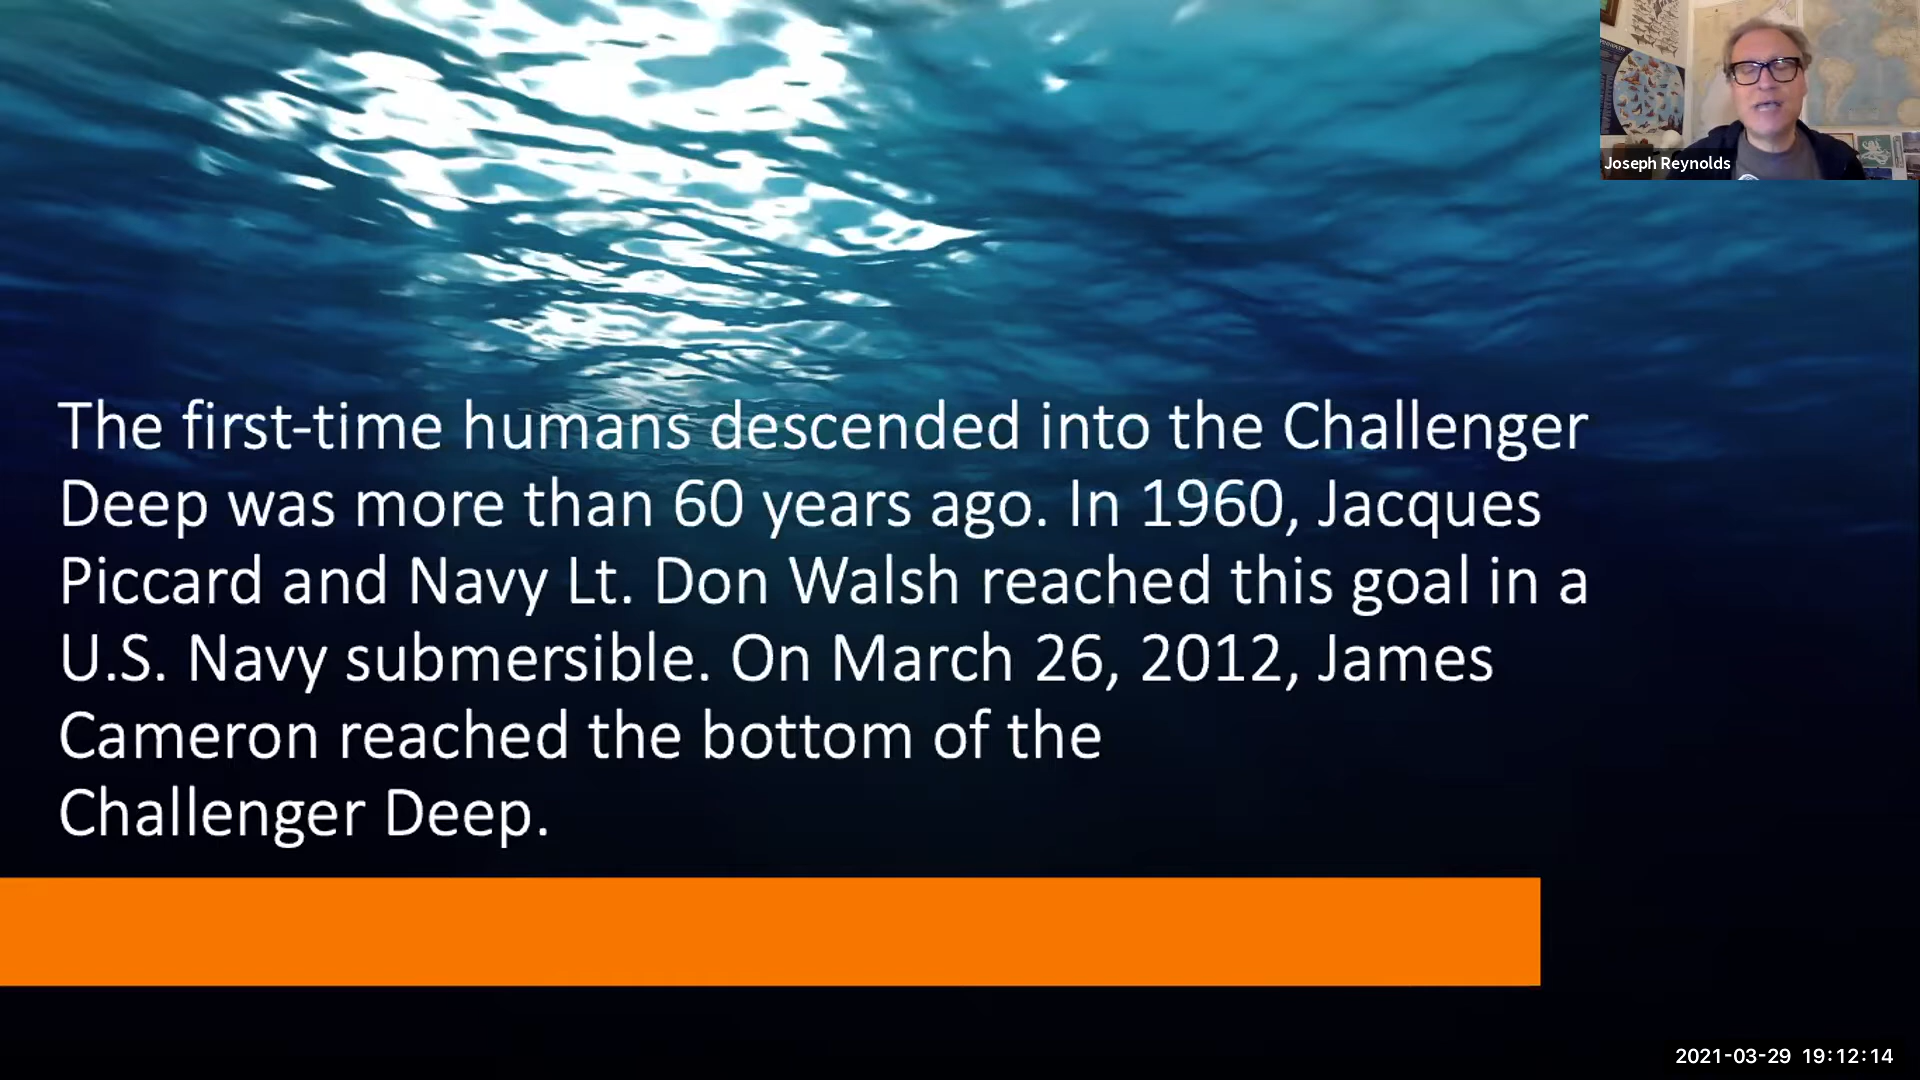 Joseph Reynolds
The first-time humans descended into the Challenger
Deep was more than 60 years ago. In 1960, Jacques
Piccard and Navy Lt. Don Walsh reached this goal in a
U.S. Navy submersible. On March 26, 2012, James
Cameron reached the bottom of the
Challenger Deep.
2021-03-29 19:12:14